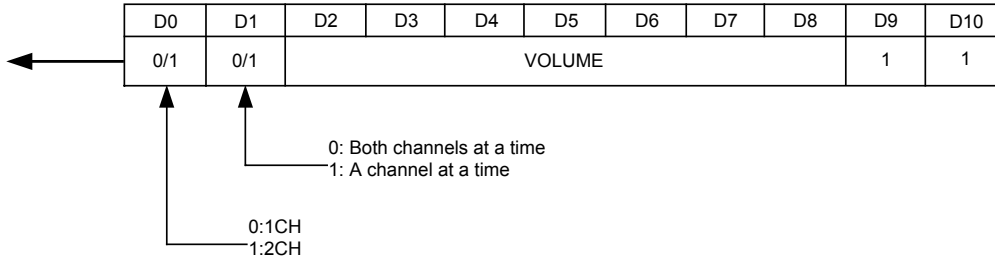 D0 D1 D2 D3 D4 D5 D6 D7 D8 D9 D10
0/1 0/1 VOLUME 1 1
0: Both channels at a time
1: A channel at a time
0:1CH
1:2CH